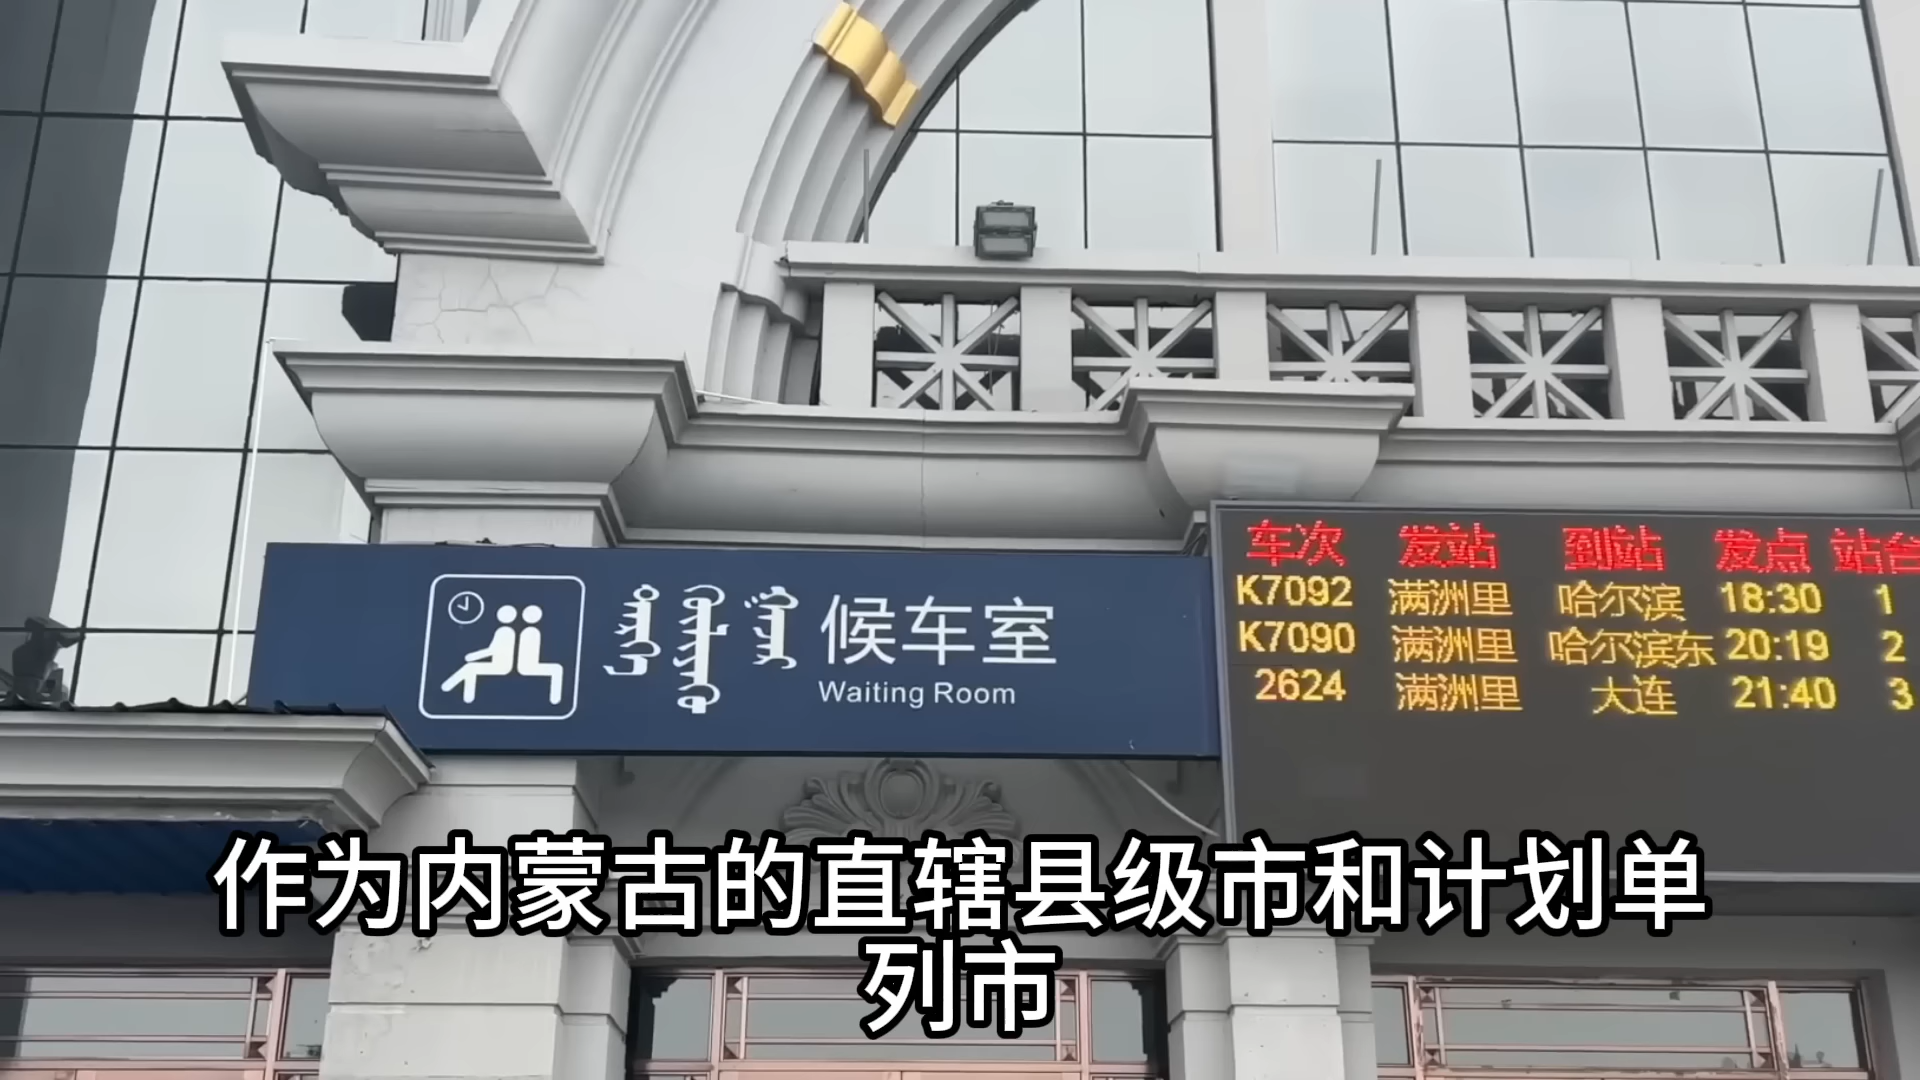 候车室
Waiting Room
车次 发站 到站 发点 站台
K7092 满洲里 哈尔滨 18:30 1
K7090 满洲里 哈尔滨东 20:19 2
2624 满洲里 大连 21:40 3
作为内蒙古的直辖县级市和计划单
列市